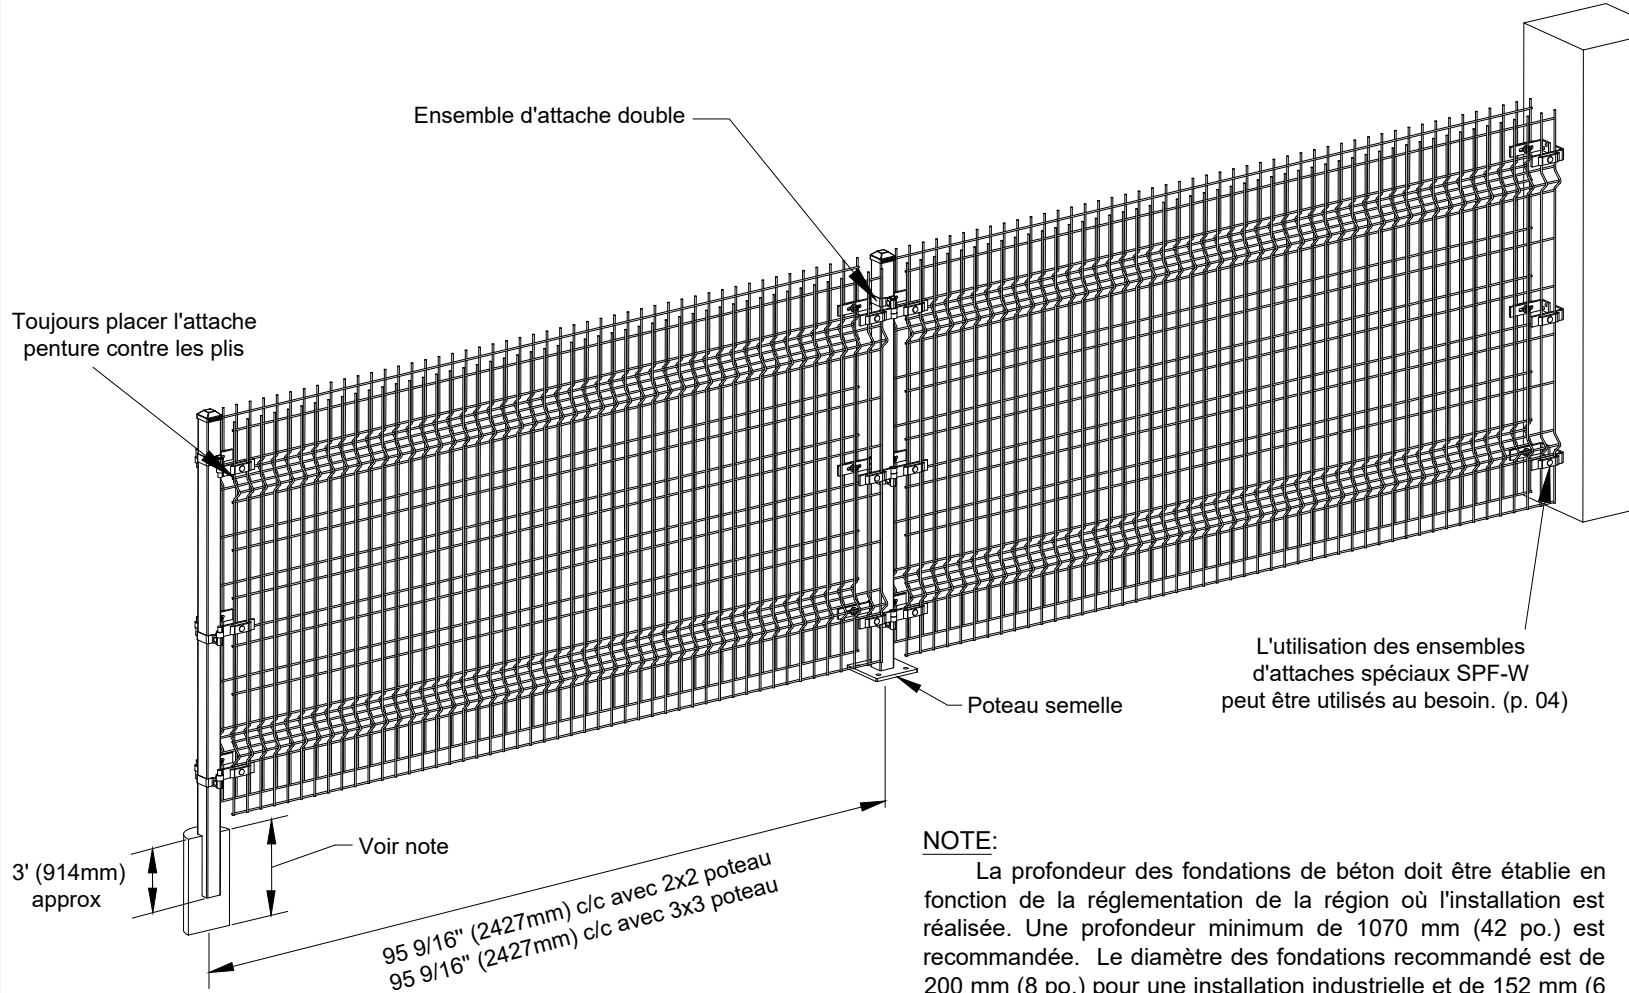 Ensemble d'attache double
Toujours placer l'attache
penture contre les plis
L'utilisation des ensembles
d'attaches spéciaux SPF-W
peut être utilisés au besoin. (p. 04)
Poteau semelle
Voir note
3' (914mm)
approx
95 9/16" (2427mm) c/c avec 2x2 poteau
95 9/16" (2427mm) c/c avec 3x3 poteau
NOTE:
La profondeur des fondations de béton doit être établie en
fonction de la réglementation de la région où l'installation est
réalisée. Une profondeur minimum de 1070 mm (42 po.) est
recommandée. Le diamètre des fondations recommandé est de
200 mm (8 po.) pour une installation industrielle et de 152 mm (6